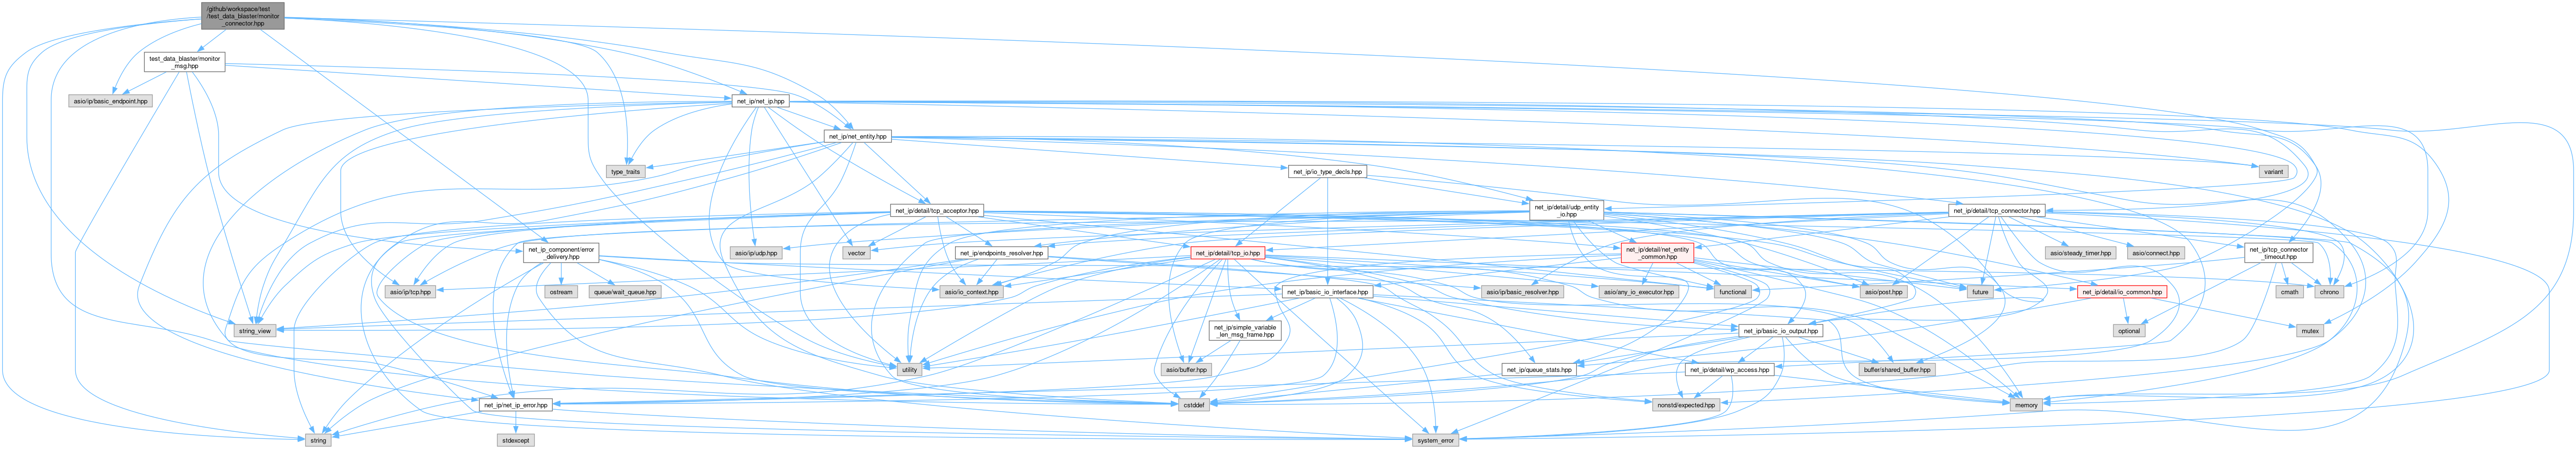 /github/workspace/test
/test_data_blaster/monitor
_connector.hpp
test_data_blaster/monitor
_msg.hpp
asio/ip/basic_endpoint.hpp
net_ip/net_ip.hpp
net_ip/net_entity.hpp
type_traits
net_ip/io_type_decls.hpp
variant
net_ip/detail/tcp_acceptor.hpp
net_ip/detail/udp_entity
_io.hpp
net_ip/detail/tcp_connector.hpp
net_ip_component/error
_delivery.hpp
asio/ip/udp.hpp
vector
net_ip/endpoints_resolver.hpp
net_ip/detail/tcp_io.hpp
net_ip/detail/net_entity
_common.hpp
asio/steady_timer.hpp
asio/connect.hpp
net_ip/tcp_connector
_timeout.hpp
asio/ip/tcp.hpp
ostream
queue/wait_queue.hpp
asio/io_context.hpp
net_ip/basic_io_interface.hpp
asio/ip/basic_resolver.hpp
asio/any_io_executor.hpp
functional
asio/post.hpp
future
net_ip/detail/io_common.hpp
cmath
chrono
string_view
net_ip/simple_variable
_len_msg_frame.hpp
net_ip/basic_io_output.hpp
optional
mutex
utility
asio/buffer.hpp
net_ip/queue_stats.hpp
net_ip/detail/wp_access.hpp
buffer/shared_buffer.hpp
net_ip/net_ip_error.hpp
cstddef
nonstd/expected.hpp
memory
string
stdexcept
system_error